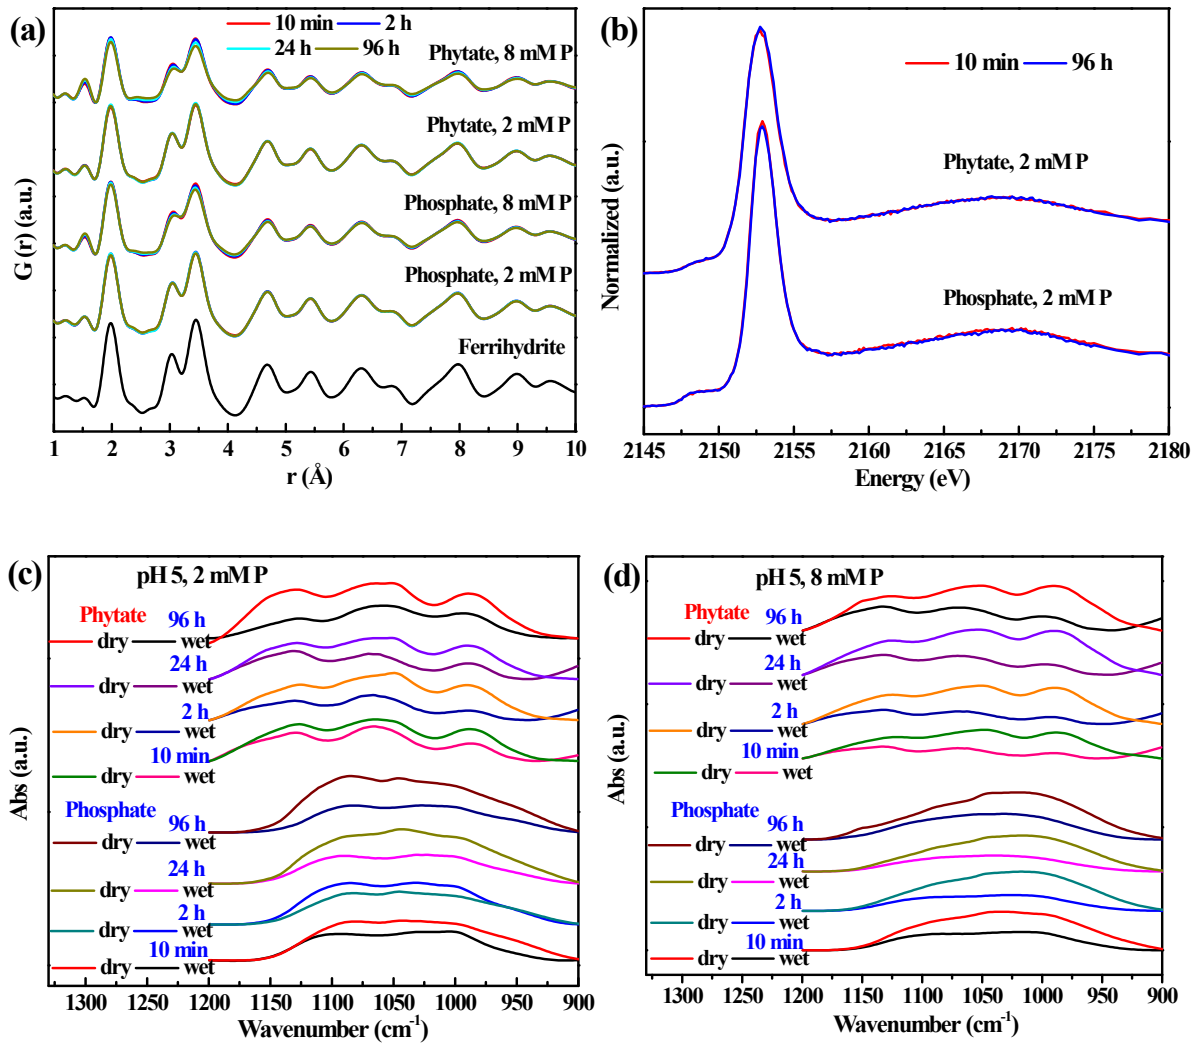 (a)
10 min 2 h
24 h 96 h
Phytate, 8 mM P
Phytate, 2 mM P
Phosphate, 8 mM P
Phosphate, 2 mM P
Ferrihydrite
G (r) (a.u.)
1 2 3 4 5 6 7 8 9 10
r (Å)
(b)
10 min 96 h
Phytate, 2 mM P
Phosphate, 2 mM P
Normalized (a.u.)
2145 2150 2155 2160 2165 2170 2175 2180
Energy (eV)
(c)
pH 5, 2 mM P
Phytate
96 h
dry wet
24 h
dry wet
2 h
dry wet
10 min
dry wet
Phosphate
96 h
dry wet
24 h
dry wet
2 h
dry wet
10 min
dry wet
Abs (a.u.)
1300 1250 1200 1150 1100 1050 1000 950 900
Wavenumber (cm⁻¹)
(d)
pH 5, 8 mM P
Phytate
96 h
dry wet
24 h
dry wet
2 h
dry wet
10 min
dry wet
Phosphate
96 h
dry wet
24 h
dry wet
2 h
dry wet
10 min
dry wet
Abs (a.u.)
1300 1250 1200 1150 1100 1050 1000 950 900
Wavenumber (cm⁻¹)